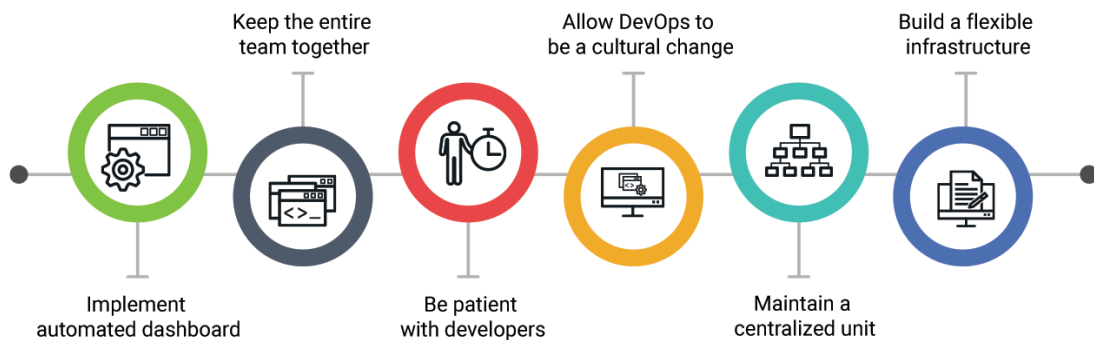 Keep the entire
team together
Allow DevOps to
be a cultural change
Build a flexible
infrastructure
<>_
Implement
automated dashboard
Be patient
with developers
Maintain a
centralized unit